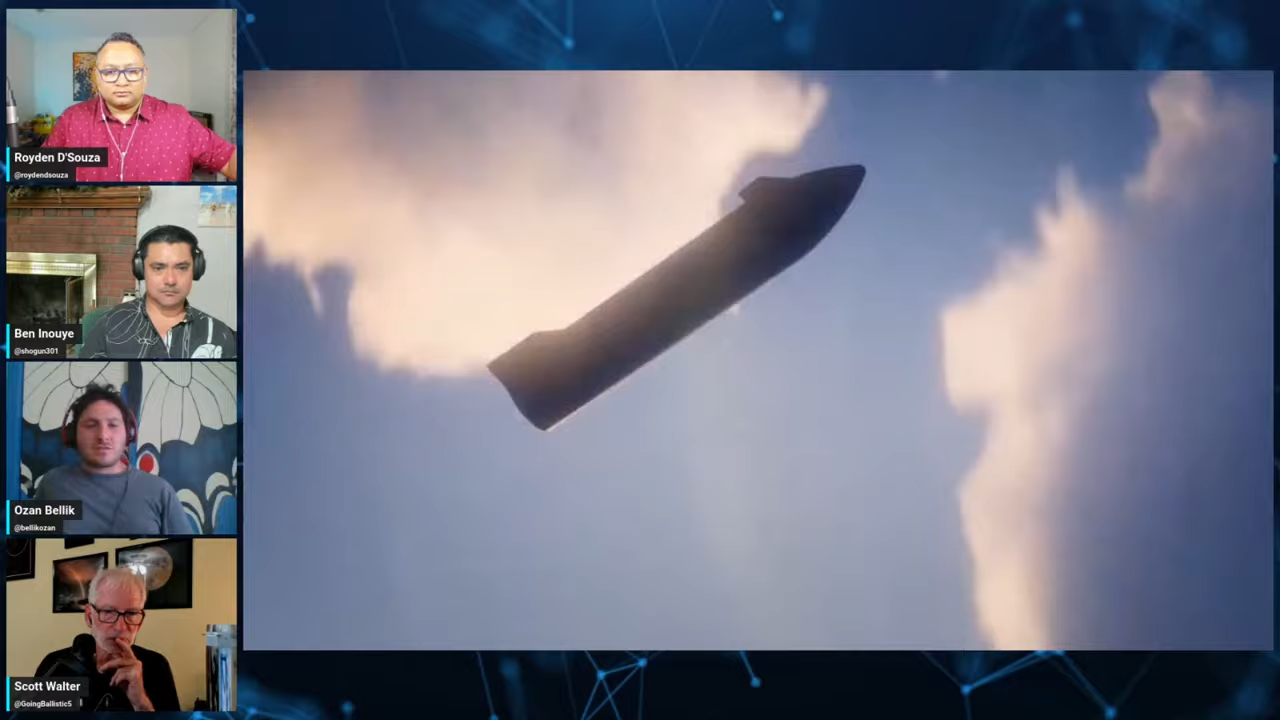 Royden D'Souza
@roydendsouza
Ben Inouye
@shogun301
Ozan Bellik
@bellikozan
Scott Walter
@GoingBallistic5